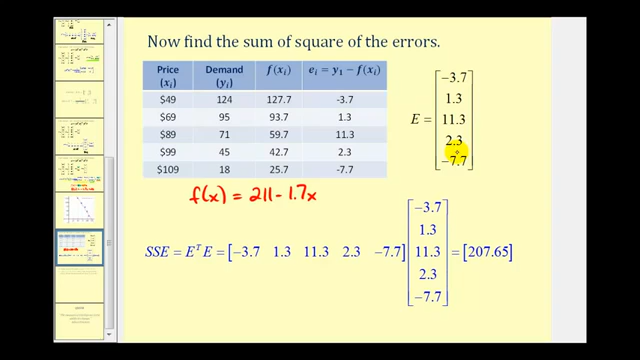 Now find the sum of square of the errors.
Price (xᵢ) Demand (yᵢ) f(xᵢ) eᵢ = y₁ − f(xᵢ)
$49 124 127.7 -3.7
$69 95 93.7 1.3
$89 71 59.7 11.3
$99 45 42.7 2.3
$109 18 25.7 -7.7
E = [−3.7 1.3 11.3 2.3 −7.7]
f(x) = 211 − 1.7x
SSE = EᵀE = [−3.7 1.3 11.3 2.3 −7.7] [−3.7 1.3 11.3 2.3 −7.7] = [207.65]